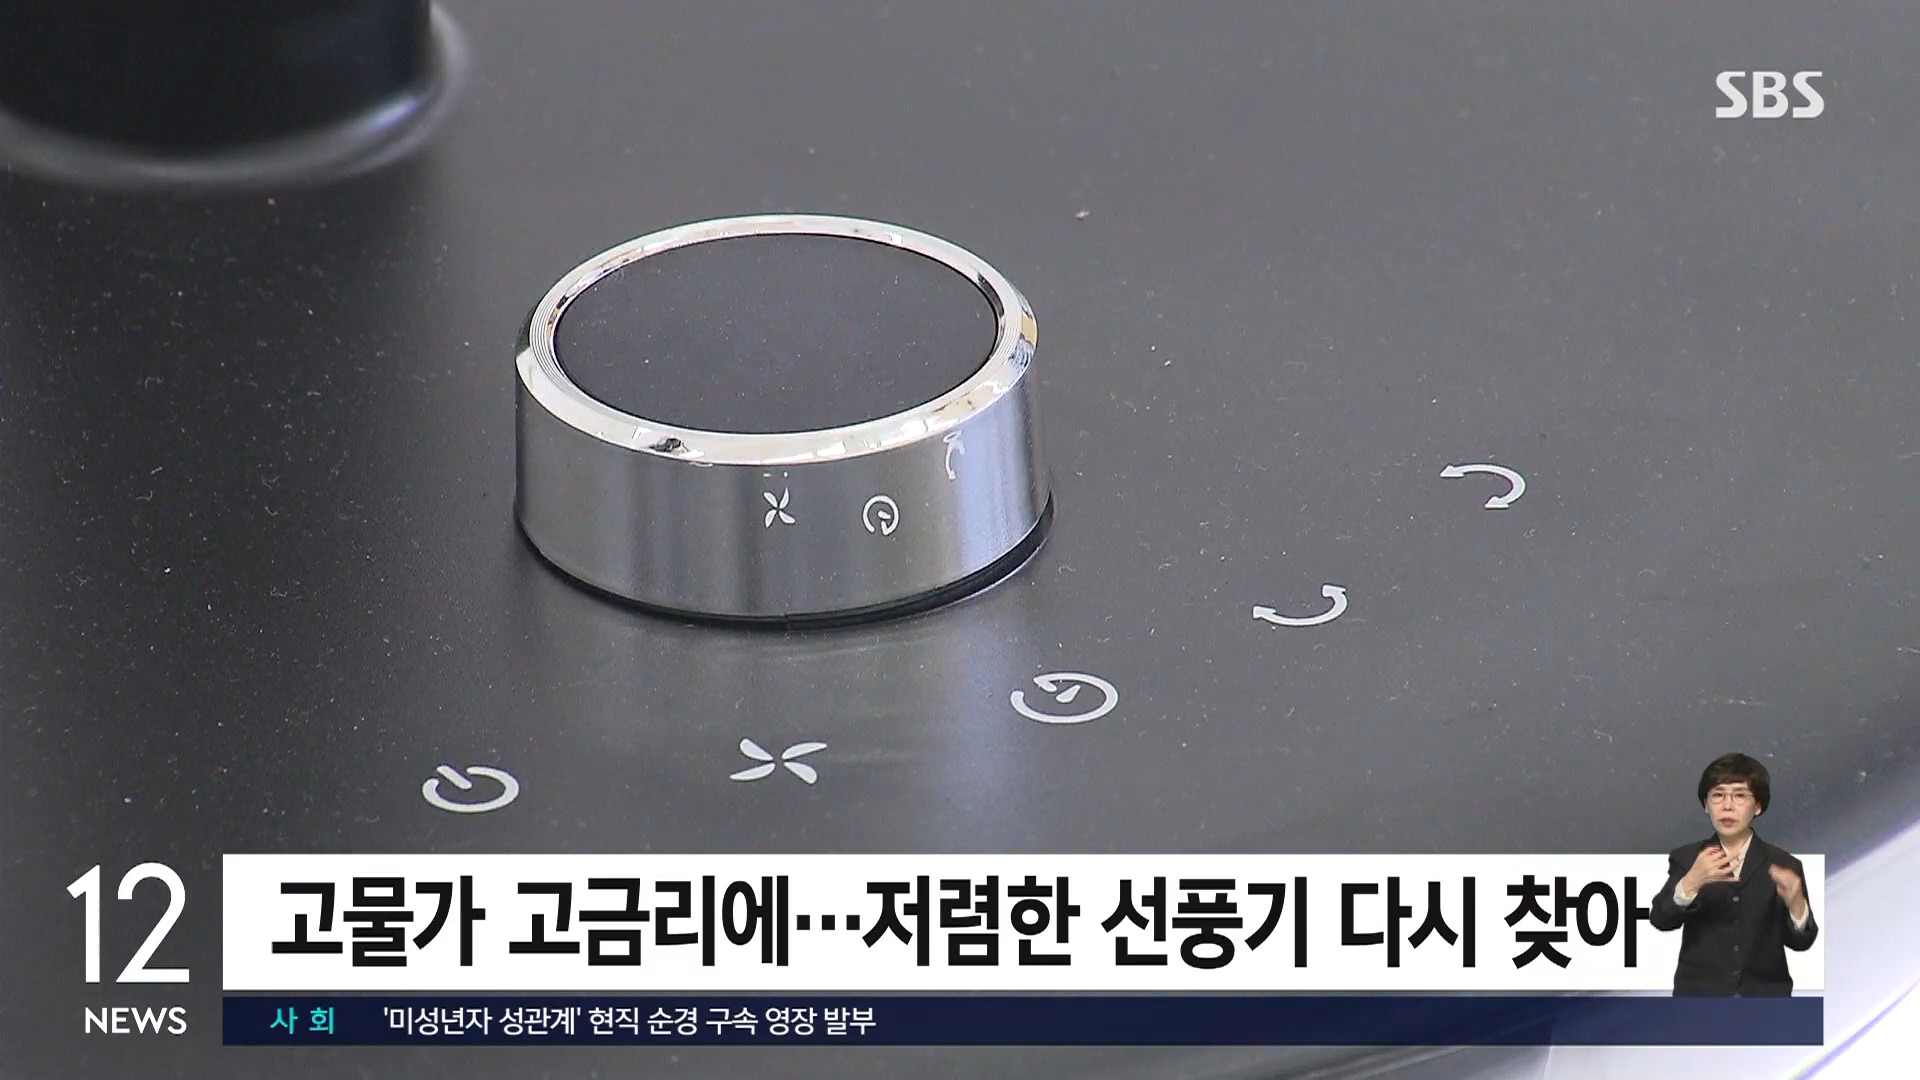 SBS
12
NEWS
고물가 고금리에…저렴한 선풍기 다시 찾아
사 회 '미성년자 성관계' 현직 순경 구속 영장 발부